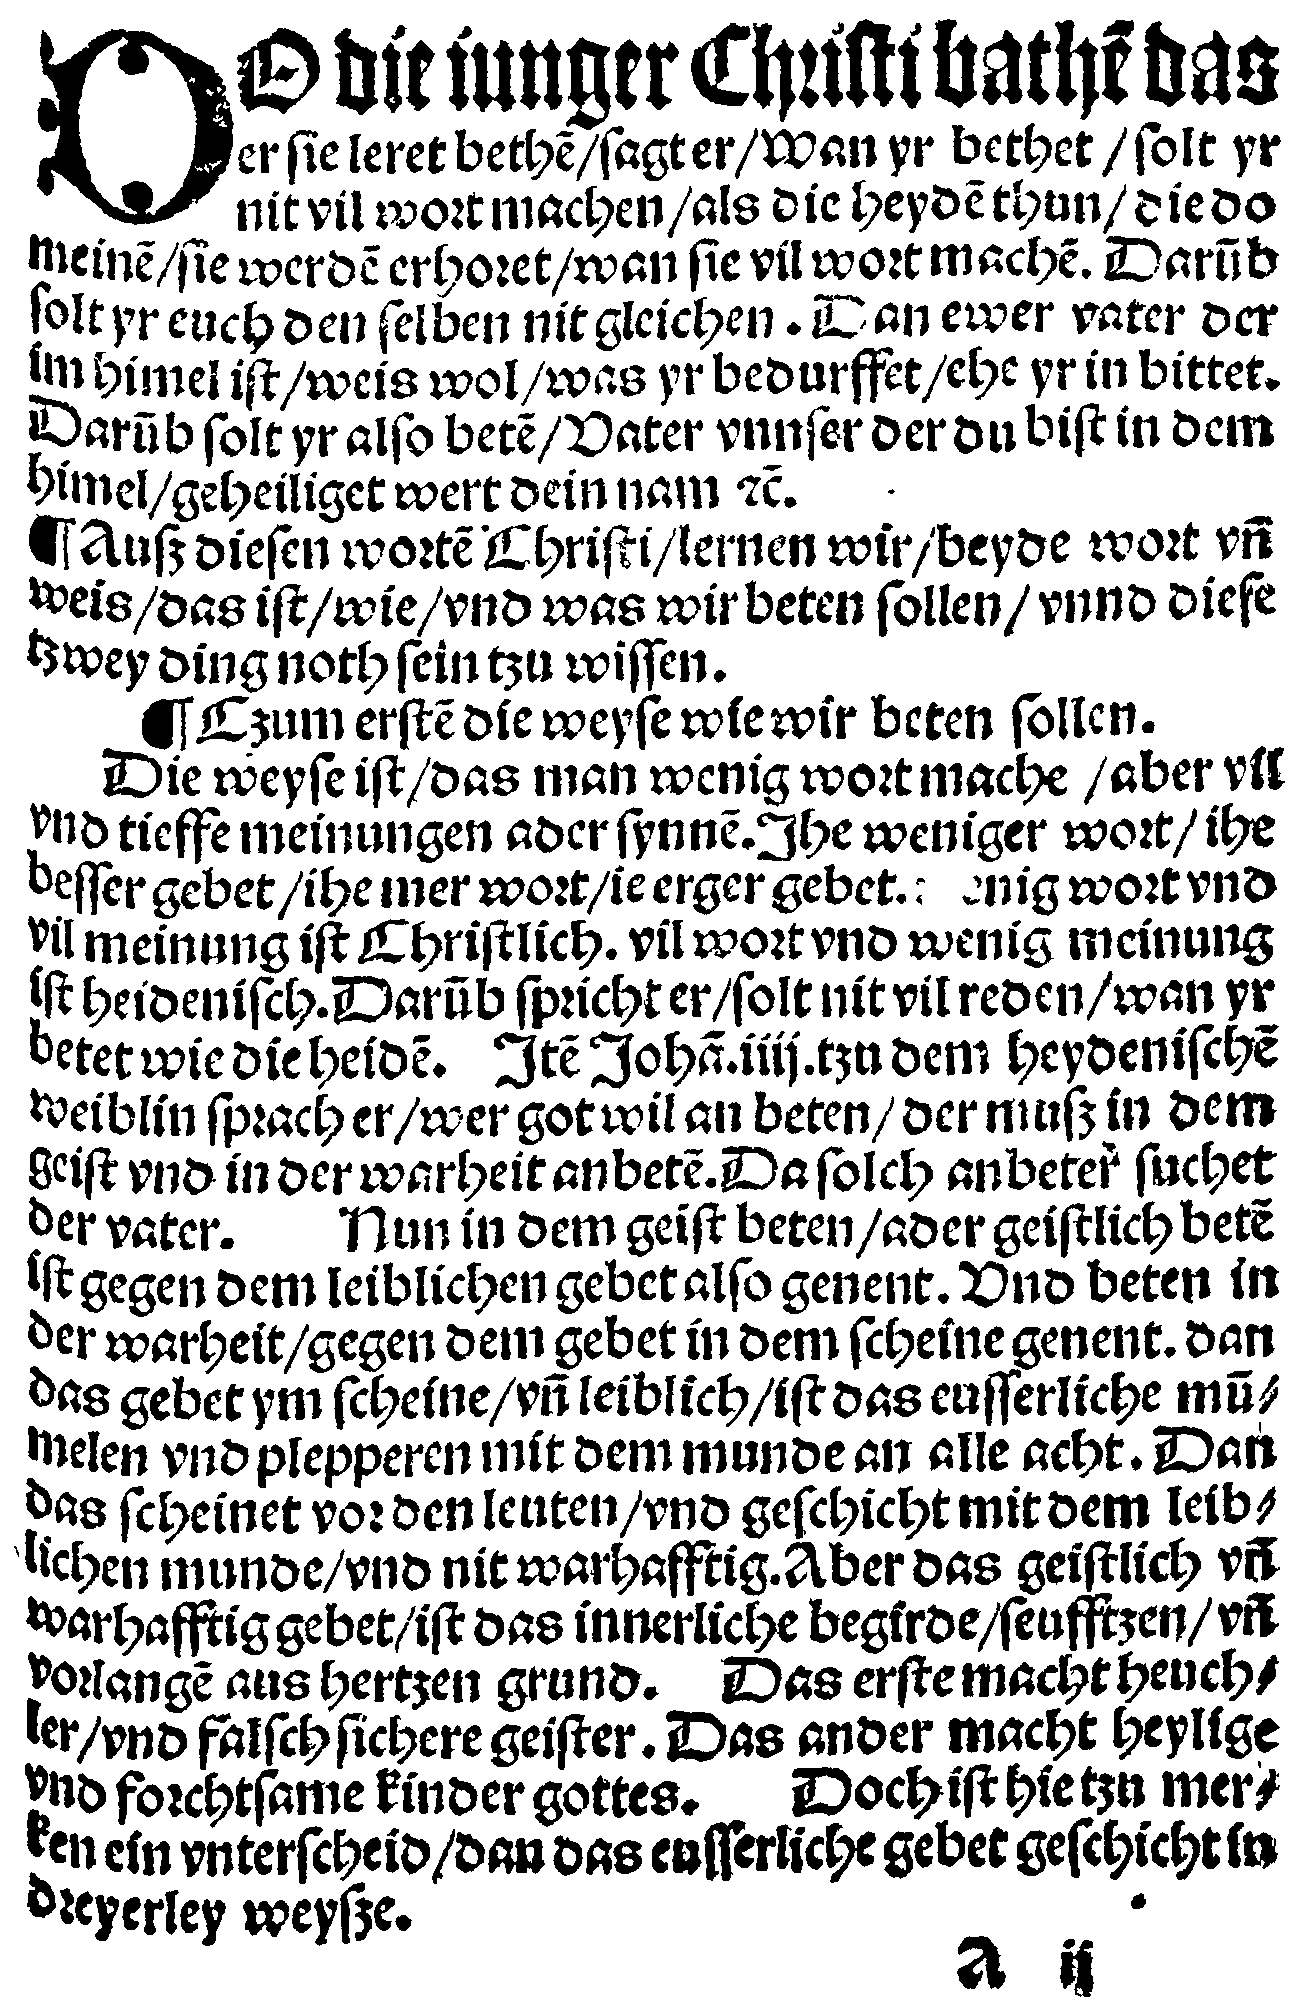 DO die iunger Christi bathē das
er sie leret bethē/sagt er/Wan yr bethet /solt yr
nit vil wort machen/als die heydē thun/die do
meinē/sie werdē erhoret/wan sie vil wort machē. Darūb
solt yr euch den selben nit gleichen. Dan ewer vater der
im himel ist/weis wol/was yr bedurffet/ehe yr in bittet.
Darūb solt yr also betē/Vater vnnser der du bist in dem
himel/geheiliget wert dein nam ꝛc̄.
¶Ausz diesen wortē Christi/lernen wir/beyde wort vn̄
weis/das ist/wie/vnd was wir beten sollen/vnnd diese
tzwey ding noth sein tzu wissen.
¶Czum erstē die weyse wie wir beten sollen.
Die weyse ist/das man wenig wort mache /aber vil
vnd tieffe meinungen ader synnē.Jhe weniger wort/ihe
besser gebet/ihe mer wort/ie erger gebet. enig wort vnd
vil meinung ist Christlich. vil wort vnd wenig meinung
ist heidenisch.Darūb spricht er/solt nit vil reden/wan yr
betet wie die heidē. Jtē Johā.iiij.tzu dem heydenischē
weiblin sprach er/wer got wil an beten/der musz in dem
geist vnd in der warheit anbetē.Da solch anbeter̄ suchet
der vater. Nun in dem geist beten/ader geistlich betē
ist gegen dem leiblichen gebet also genent. Vnd beten in
der warheit/gegen dem gebet in dem scheine genent. dan
das gebet ym scheine/vn̄ leiblich/ist das eusserliche mū⸗
melen vnd plepperen mit dem munde an alle acht. Dan
das scheinet vor den leuten/vnd geschicht mit dem leib⸗
lichen munde/vnd nit warhafftig.Aber das geistlich vn̄
warhafftig gebet/ist das innerliche begirde/seufftzen/vn̄
vorlangē aus hertzen grund. Das erste macht heuch⸗
ler/vnd falsch sichere geister. Das ander macht heylige
vnd forchtsame kinder gottes. Doch ist hie tzu mer⸗
ken ein vnterscheid/dan das eusserliche gebet geschicht in
dreyerley weysze.
a ij